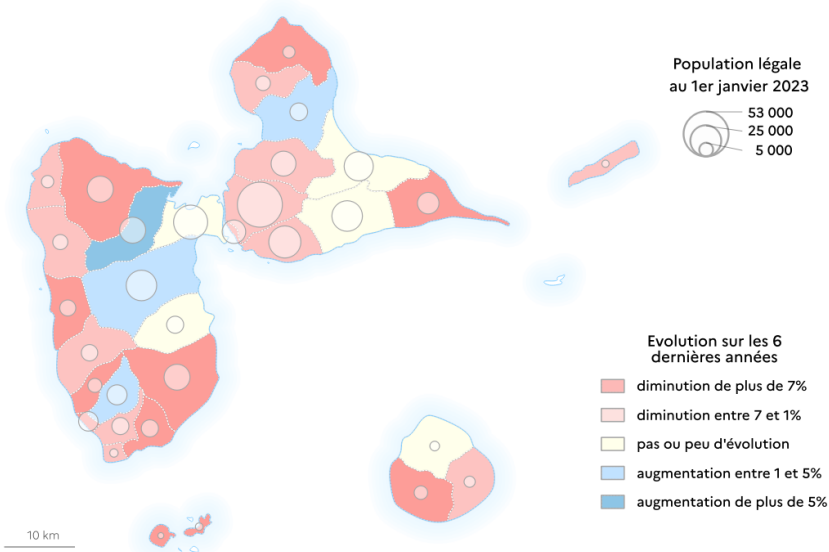 Population légale
au 1er janvier 2023
53 000
25 000
5 000
Evolution sur les 6
dernières années
diminution de plus de 7%
diminution entre 7 et 1%
pas ou peu d'évolution
augmentation entre 1 et 5%
augmentation de plus de 5%
10 km